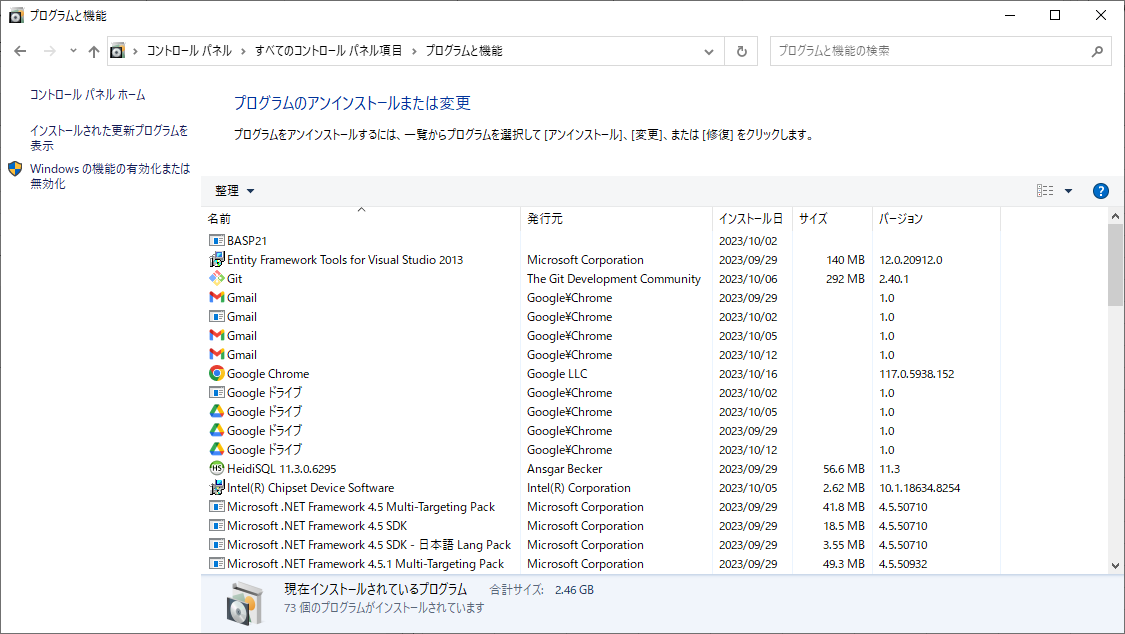 プログラムと機能
コントロール パネル › すべてのコントロール パネル項目 › プログラムと機能
プログラムと機能の検索
コントロール パネル ホーム
インストールされた更新プログラムを
表示
Windows の機能の有効化または
無効化
プログラムのアンインストールまたは変更
プログラムをアンインストールするには、一覧からプログラムを選択して [アンインストール]、[変更]、または [修復] をクリックします。
整理
名前 発行元 インストール日 サイズ バージョン
BASP21 2023/10/02
Entity Framework Tools for Visual Studio 2013 Microsoft Corporation 2023/09/29 140 MB 12.0.20912.0
Git The Git Development Community 2023/10/06 292 MB 2.40.1
Gmail Google¥Chrome 2023/09/29 1.0
Gmail Google¥Chrome 2023/10/02 1.0
Gmail Google¥Chrome 2023/10/05 1.0
Gmail Google¥Chrome 2023/10/12 1.0
Google Chrome Google LLC 2023/10/16 117.0.5938.152
Google ドライブ Google¥Chrome 2023/10/02 1.0
Google ドライブ Google¥Chrome 2023/10/05 1.0
Google ドライブ Google¥Chrome 2023/09/29 1.0
Google ドライブ Google¥Chrome 2023/10/12 1.0
HS HeidiSQL 11.3.0.6295 Ansgar Becker 2023/09/29 56.6 MB 11.3
Intel(R) Chipset Device Software Intel(R) Corporation 2023/10/05 2.62 MB 10.1.18634.8254
Microsoft .NET Framework 4.5 Multi-Targeting Pack Microsoft Corporation 2023/09/29 41.8 MB 4.5.50710
Microsoft .NET Framework 4.5 SDK Microsoft Corporation 2023/09/29 18.5 MB 4.5.50710
Microsoft .NET Framework 4.5 SDK - 日本語 Lang Pack Microsoft Corporation 2023/09/29 3.55 MB 4.5.50710
Microsoft .NET Framework 4.5.1 Multi-Targeting Pack Microsoft Corporation 2023/09/29 49.3 MB 4.5.50932
現在インストールされているプログラム 合計サイズ: 2.46 GB
73 個のプログラムがインストールされています